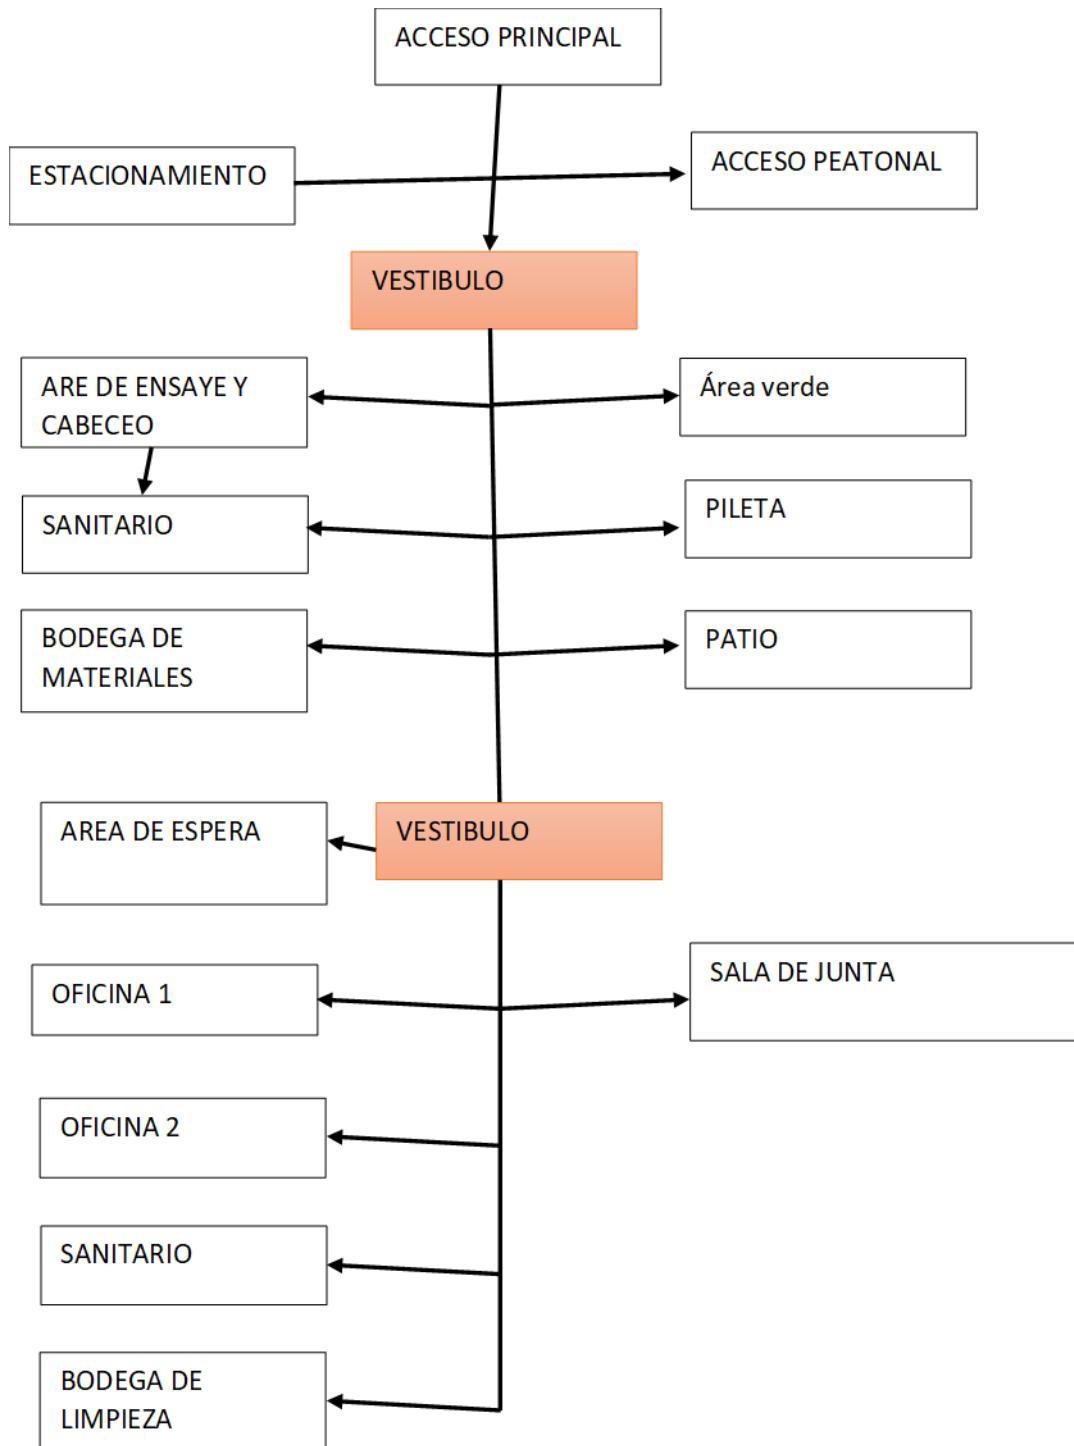 ACCESO PRINCIPAL
ESTACIONAMIENTO
ACCESO PEATONAL
VESTIBULO
ARE DE ENSAYE Y
CABECEO
Área verde
SANITARIO
PILETA
BODEGA DE
MATERIALES
PATIO
AREA DE ESPERA
VESTIBULO
OFICINA 1
SALA DE JUNTA
OFICINA 2
SANITARIO
BODEGA DE
LIMPIEZA